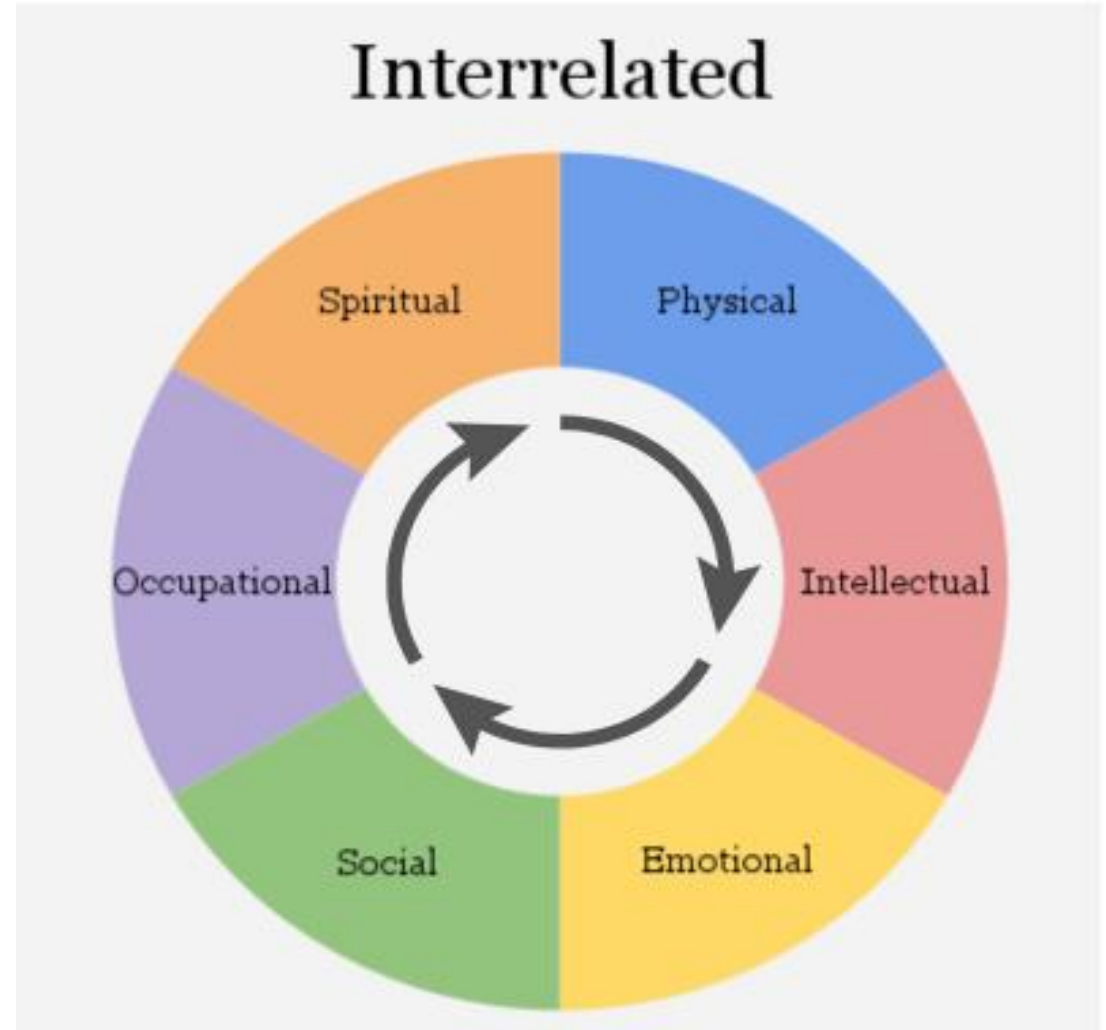 Interrelated
Spiritual
Physical
Occupational
Intellectual
Social
Emotional